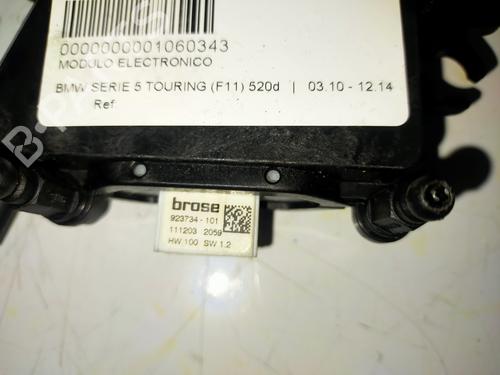 0000000001060343
MODULO ELECTRONICO
BMW SERIE 5 TOURING (F11) 520d | 03.10 - 12.14
Ref
brose
923734 - 101
111203 2059
HW 100 SW 1.2